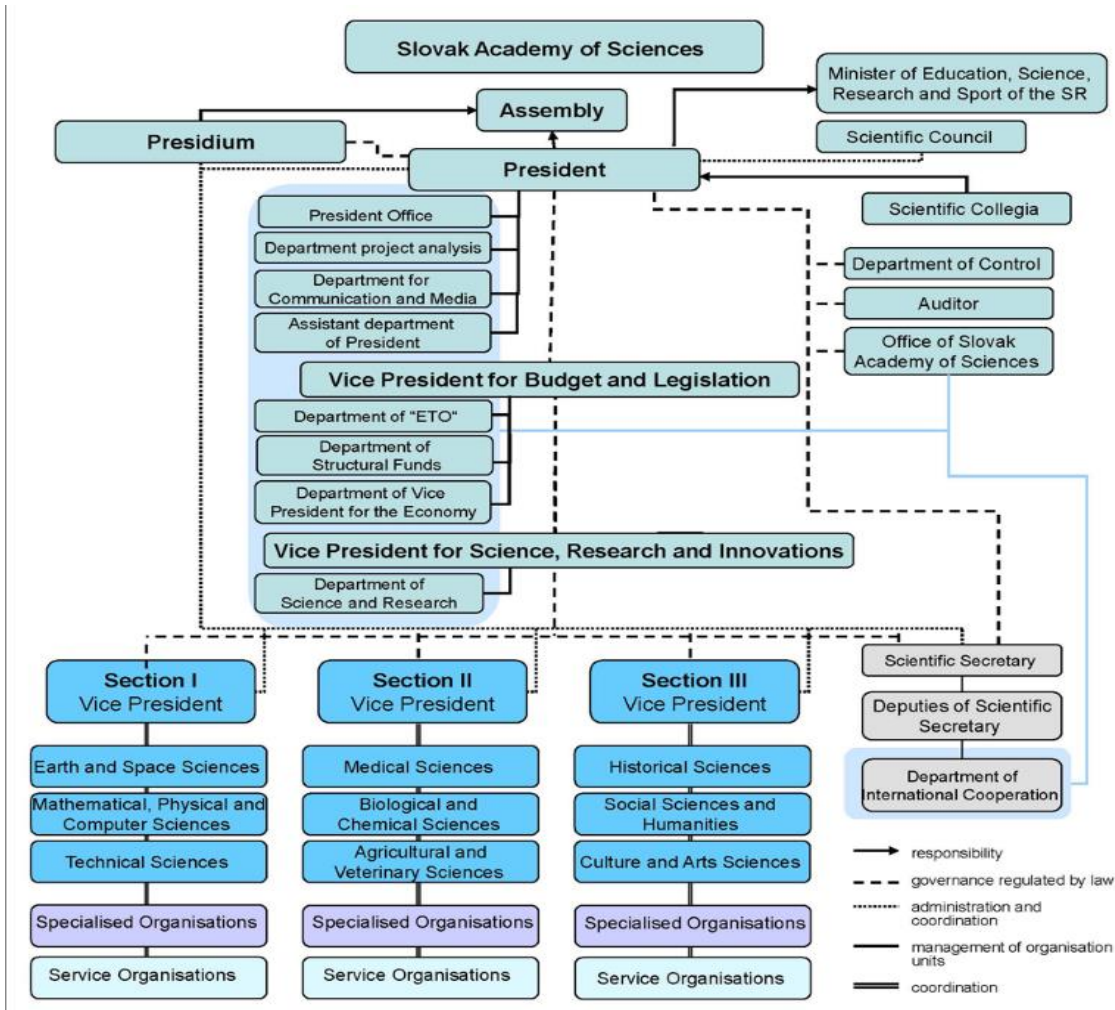 Slovak Academy of Sciences
Minister of Education, Science,
Research and Sport of the SR
Assembly
Presidium
Scientific Council
President
Scientific Collegia
President Office
Department project analysis
Department for
Communication and Media
Assistant department
of President
Department of Control
Auditor
Office of Slovak
Academy of Sciences
Vice President for Budget and Legislation
Department of "ETO"
Department of
Structural Funds
Department of Vice
President for the Economy
Vice President for Science, Research and Innovations
Department of
Science and Research
Section I
Vice President
Earth and Space Sciences
Mathematical, Physical and
Computer Sciences
Technical Sciences
Specialised Organisations
Service Organisations
Section II
Vice President
Medical Sciences
Biological and
Chemical Sciences
Agricultural and
Veterinary Sciences
Specialised Organisations
Service Organisations
Section III
Vice President
Historical Sciences
Social Sciences and
Humanities
Culture and Arts Sciences
Specialised Organisations
Service Organisations
Scientific Secretary
Deputies of Scientific
Secretary
Department of
International Cooperation
responsibility
governance regulated by law
administration and
coordination
management of organisation
units
coordination